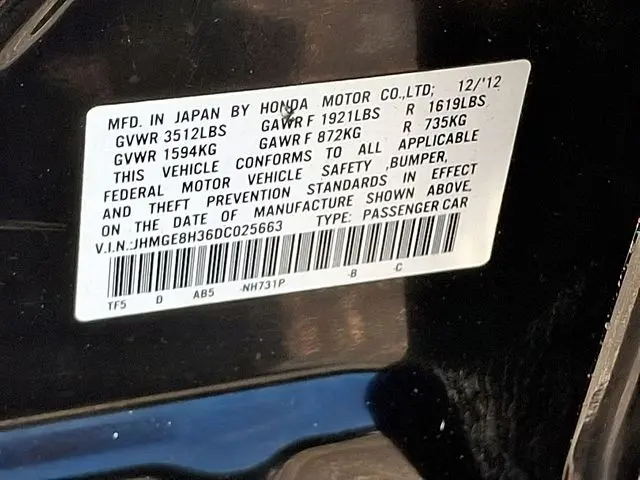 MFD. IN JAPAN BY HONDA MOTOR CO.,LTD; 12/'12
GVWR 3512LBS GAWR F 1921LBS R 1619LBS
GVWR 1594KG GAWR F 872KG R 735KG
THIS VEHICLE CONFORMS TO ALL APPLICABLE
FEDERAL MOTOR VEHICLE SAFETY ,BUMPER,
AND THEFT PREVENTION STANDARDS IN EFFECT
ON THE DATE OF MANUFACTURE SHOWN ABOVE.
V.I.N.:JHMGE8H36DC025663 TYPE: PASSENGER CAR
TF5 D AB5 -NH731P -B -C